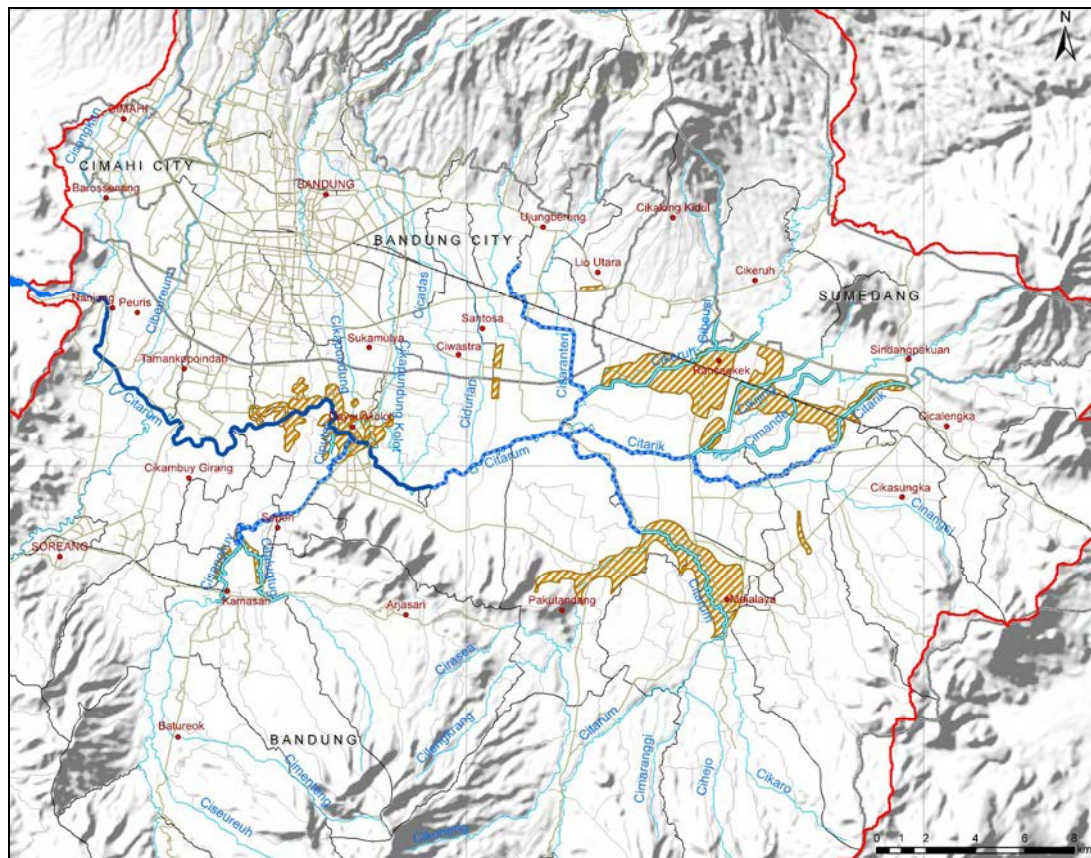 N
CIMAHI
Cisangkan
CIMAHI CITY
Barossenang
BANDUNG
Cikalong Kidul
Ujungberung
BANDUNG CITY
Lio Utara
Cikeruh
SUMEDANG
Nanjung
Peuris
Cibeureum
Cicadas
Santosa
Cibeusi
Cikeruh
Sukamulya
Cikapundung
Ciwastra
Cikapundung Kolot
Cidurian
Cisaranten
Rancaekek
Sindangpakuan
Tamankopoindah
Citarum
Cimande
Citarik
Cicalengka
Citarik
Citarum
Cikambuy Girang
Cikasungka
Cinangsi
SOREANG
Kamasan
Arjasari
Pakutandang
Majalaya
Citarum
Cirasea
Batureok
BANDUNG
Cilengkrang
Citarum
Cimaranggi
Cihejo
Cikaro
Ciseureuh
0 1 2 4 6 8